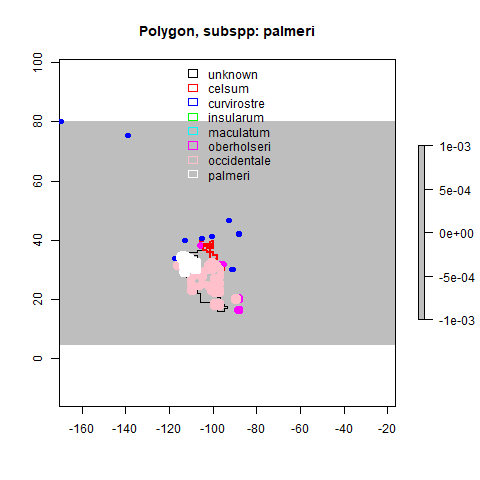 Polygon, subspp: palmeri
100
80
60
40
20
0
unknown
celsum
curvirostre
insularum
maculatum
oberholseri
occidentale
palmeri
1e-03
5e-04
0e+00
-5e-04
-1e-03
-160 -140 -120 -100 -80 -60 -40 -20